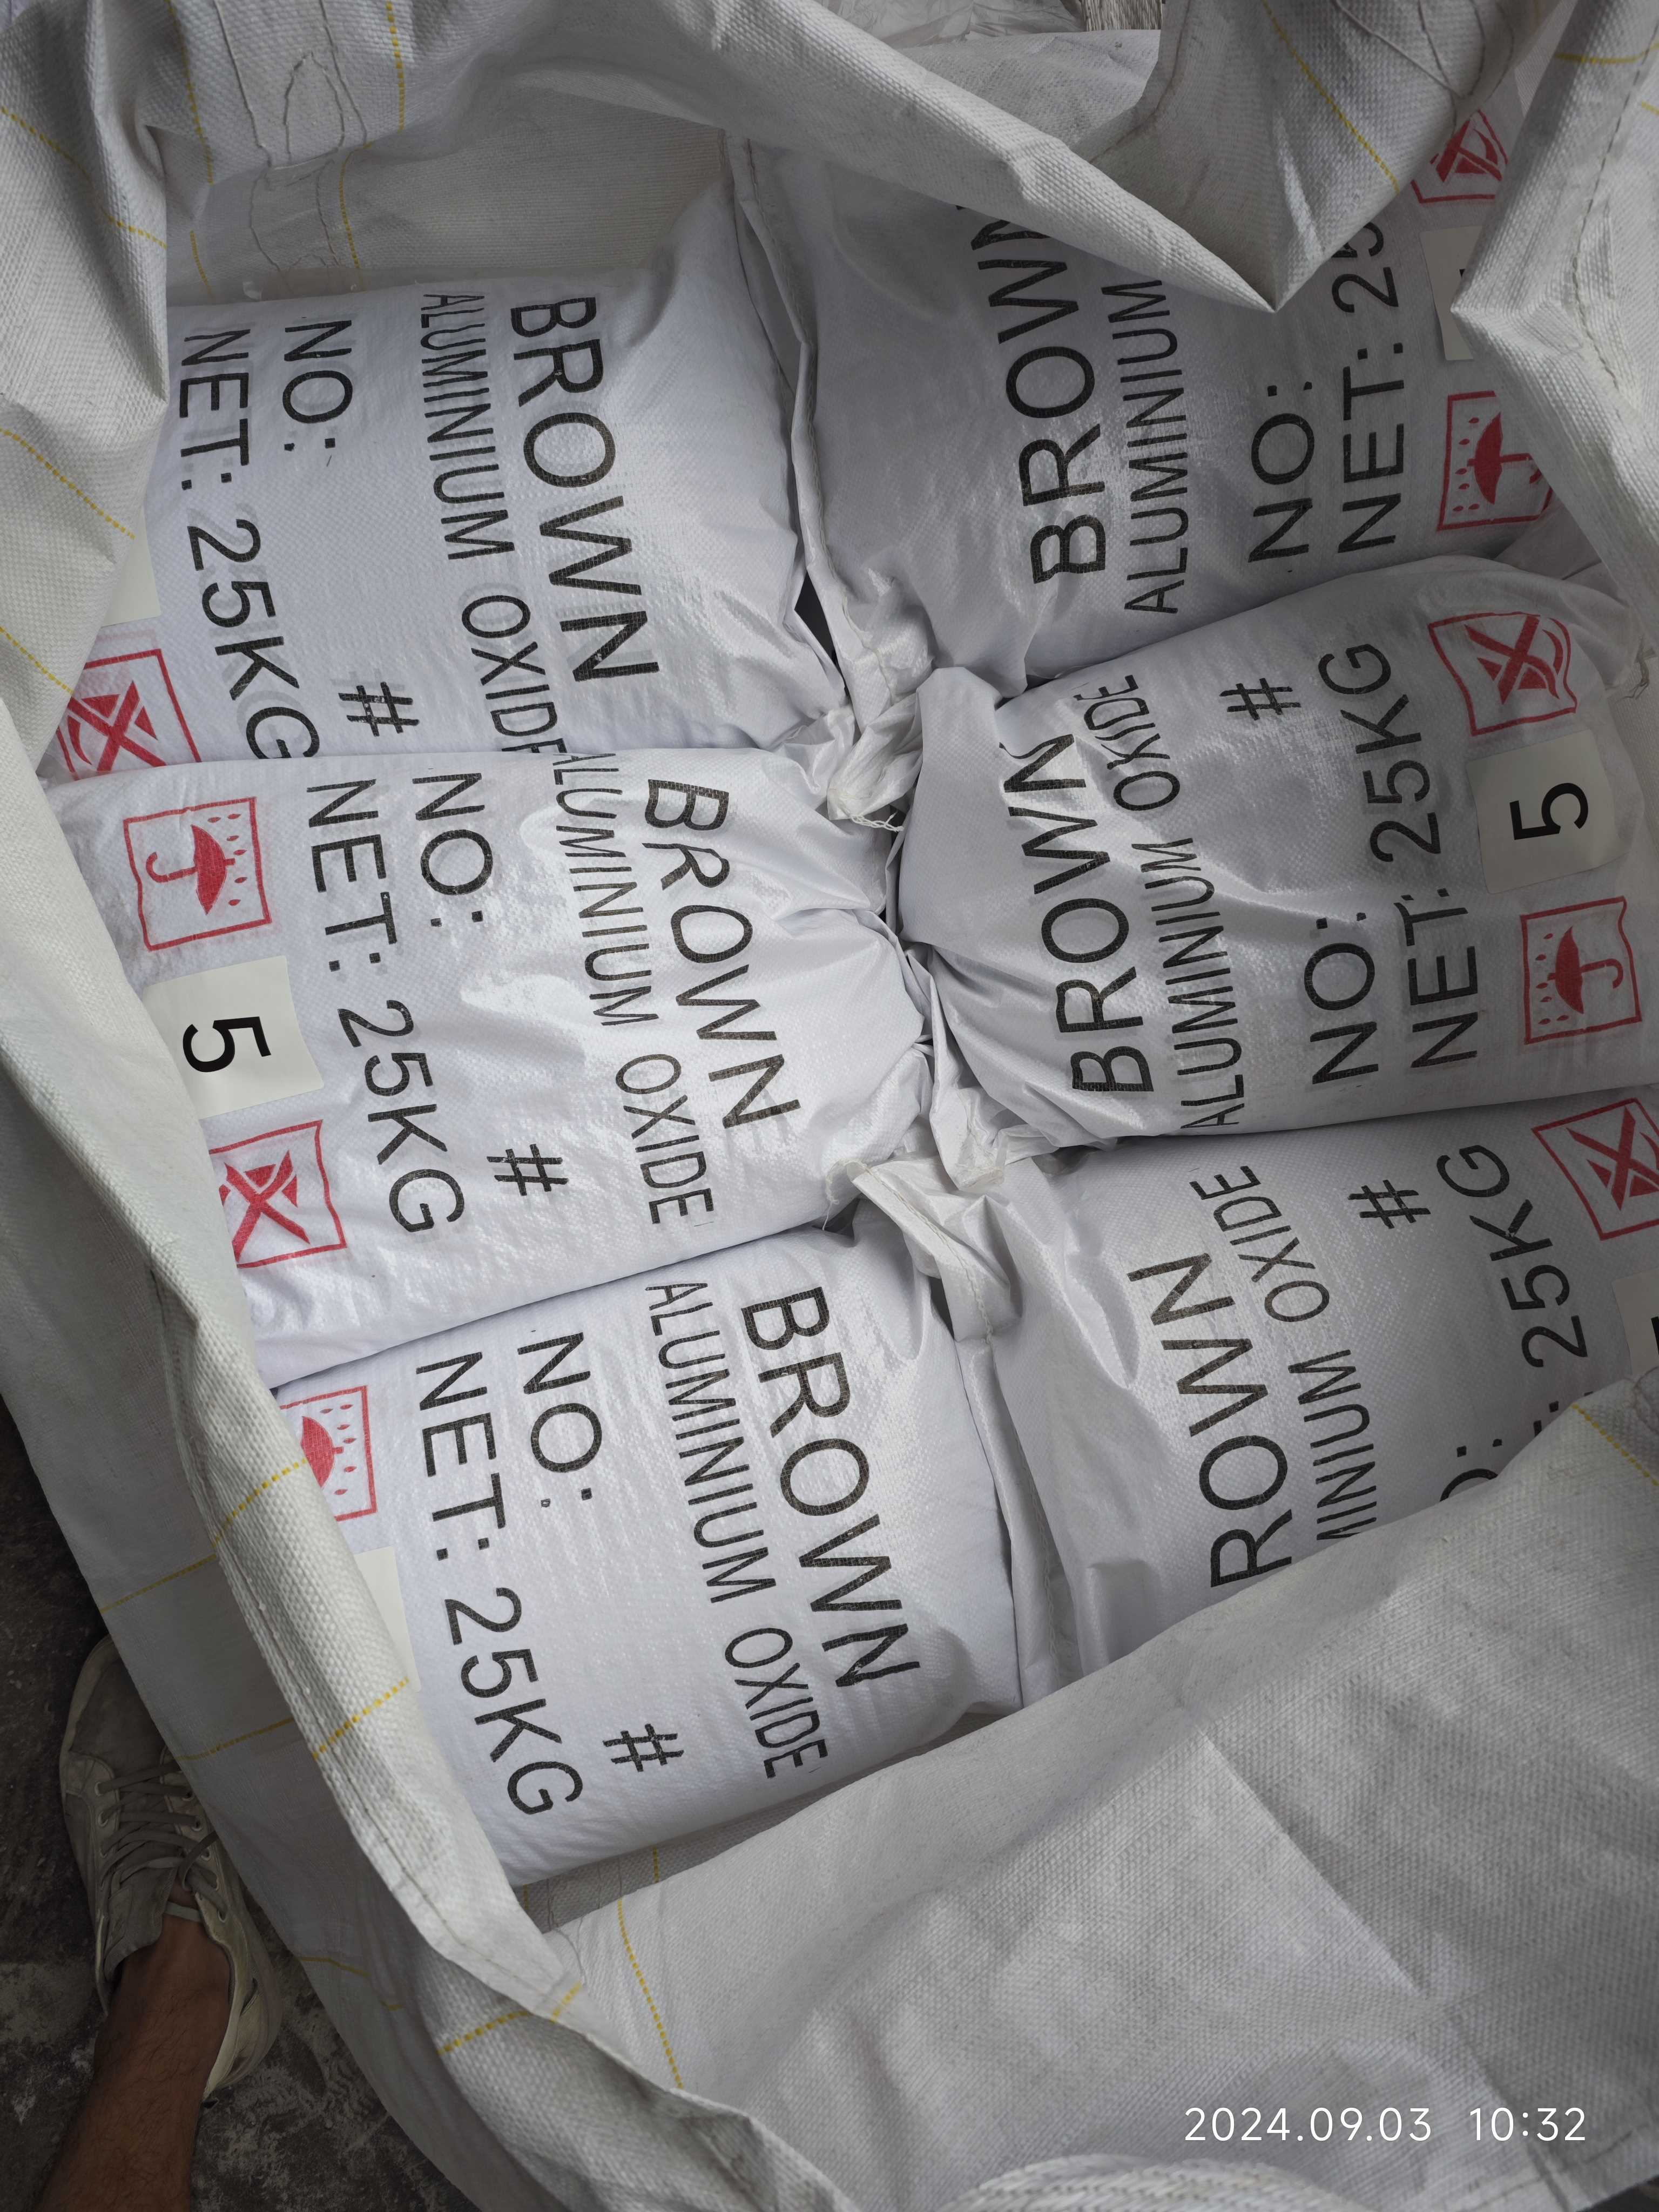 BROWN
ALUMINIUM OXIDE
NO: #
NET: 25KG
BROWN
ALUMINIUM
NO:
NET: 25
BROWN
ALUMINIUM OXIDE
NO: #
NET: 25KG
5
BROWN
ALUMINIUM OXIDE
NO: #
NET: 25KG
5
BROWN
ALUMINIUM OXIDE
NO: #
NET: 25KG
ROWN
MINIUM OXIDE
#
: 25KG
2024.09.03 10:32